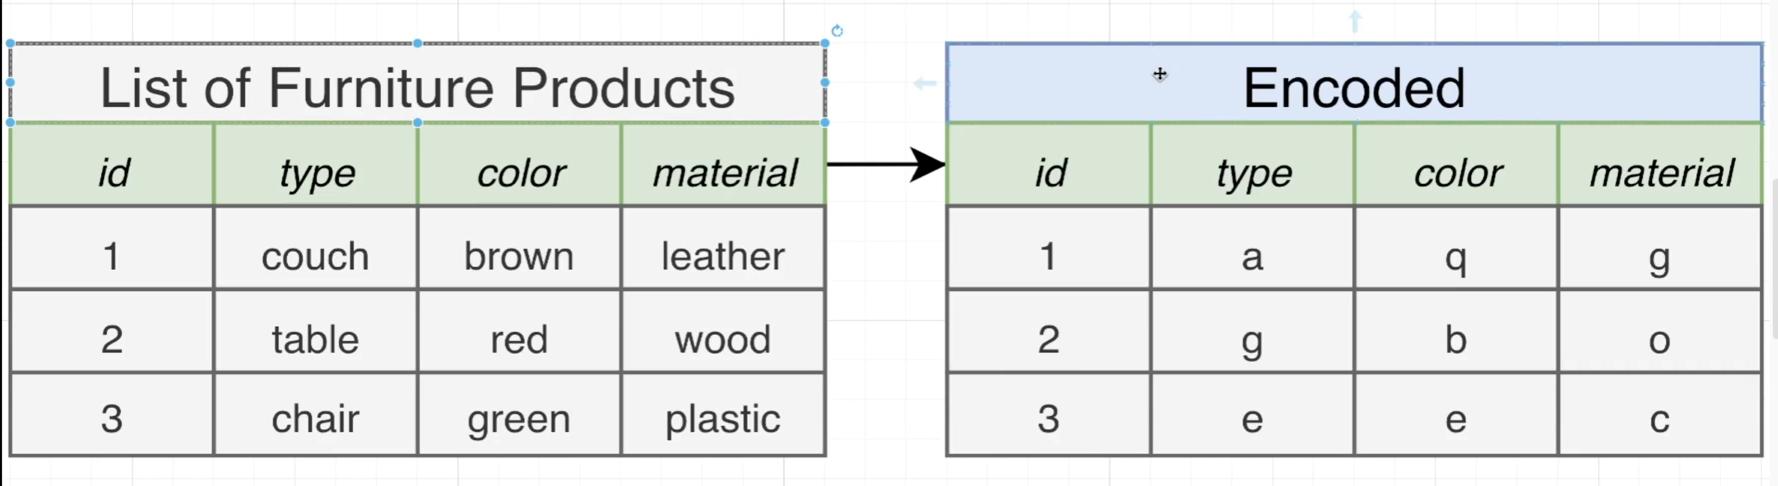 List of Furniture Products
id type color material
1 couch brown leather
2 table red wood
3 chair green plastic
Encoded
id type color material
1 a q g
2 g b o
3 e e c